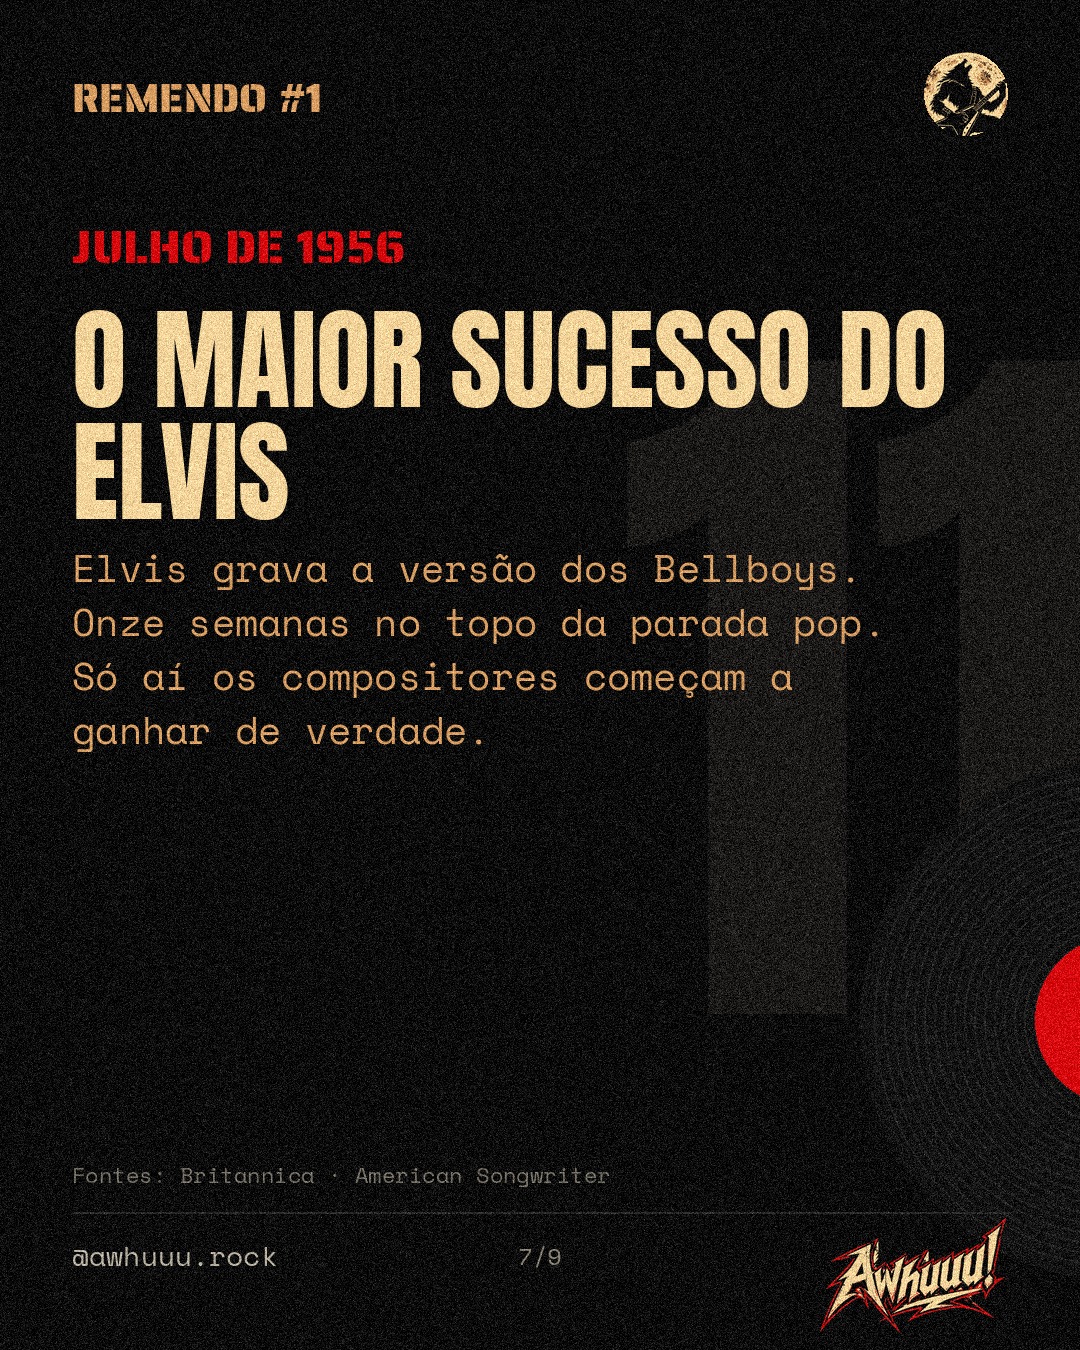 REMENDO #1
JULHO DE 1956
O MAIOR SUCESSO DO
ELVIS
11
Elvis grava a versão dos Bellboys.
Onze semanas no topo da parada pop.
Só aí os compositores começam a
ganhar de verdade.
Fontes: Britannica · American Songwriter
@awhuuu.rock
7/9
Awhuuu!